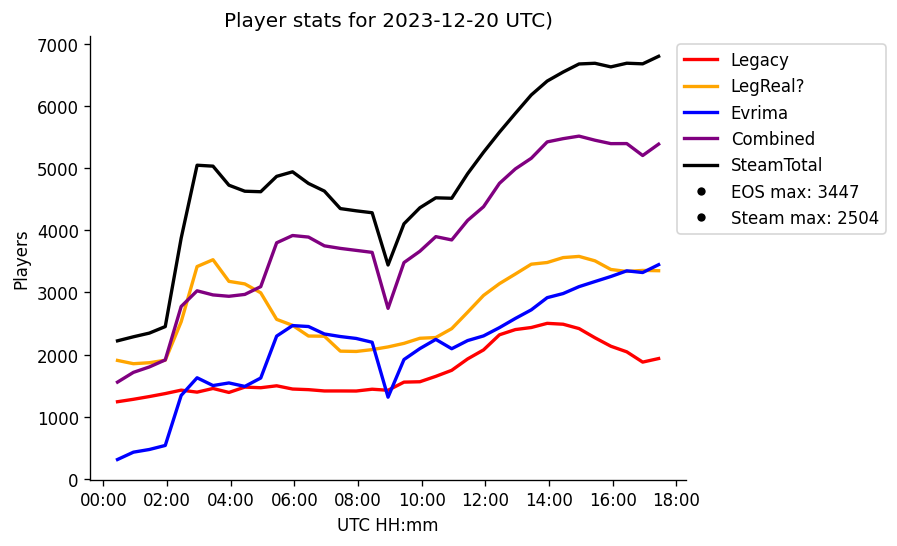 Player stats for 2023-12-20 UTC)
7000
6000
5000
4000
3000
2000
1000
0
Players
00:00 02:00 04:00 06:00 08:00 10:00 12:00 14:00 16:00 18:00
UTC HH:mm
Legacy
LegReal?
Evrima
Combined
SteamTotal
EOS max: 3447
Steam max: 2504